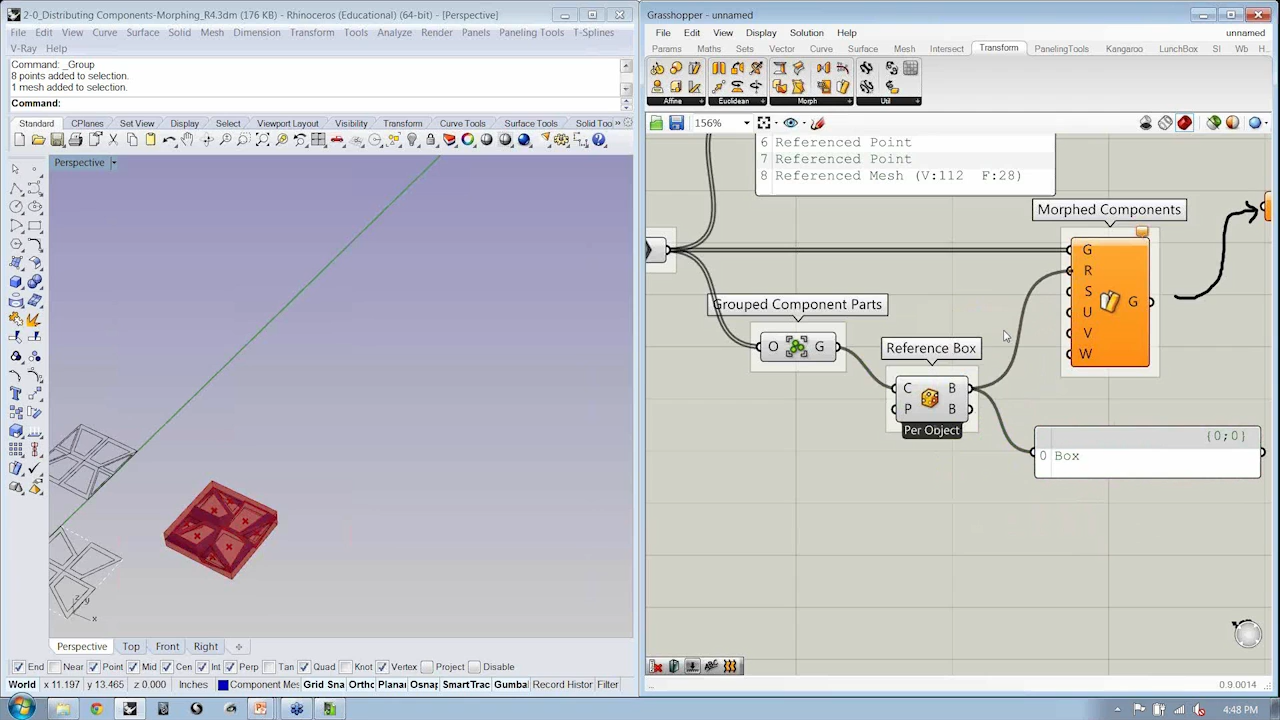 2-0_Distributing Components-Morphing_R4.3dm (176 KB) - Rhinoceros (Educational) (64-bit) - [Perspective]
File Edit View Curve Surface Solid Mesh Dimension Transform Tools Analyze Render Panels Paneling Tools T-Splines
V-Ray Help
Command: _Group
8 points added to selection.
1 mesh added to selection.
Command:
Standard CPlanes Set View Display Select Viewport Layout Visibility Transform Curve Tools Surface Tools Solid Too
Perspective
z y
x
Perspective Top Front Right
End Near Point Mid Cen Int Perp Tan Quad Knot Vertex Project Disable
World x 11.197 y 13.465 z 0.000 Inches Component Mes Grid Sna Ortho Planar Osnap SmartTrac Gumba Record Histor Filter
Grasshopper - unnamed
File Edit View Display Solution Help unnamed
Params Maths Sets Vector Curve Surface Mesh Intersect Transform PanelingTools Kangaroo LunchBox SI Wb H..
Affine Euclidean Morph Util
156%
6 Referenced Point
7 Referenced Point
8 Referenced Mesh (V:112 F:28)
Morphed Components
G
R
S
U
V
W
G
Grouped Component Parts
O G
Reference Box
C B
P B
Per Object
{0;0}
0 Box
...
0.9.0014
4:48 PM